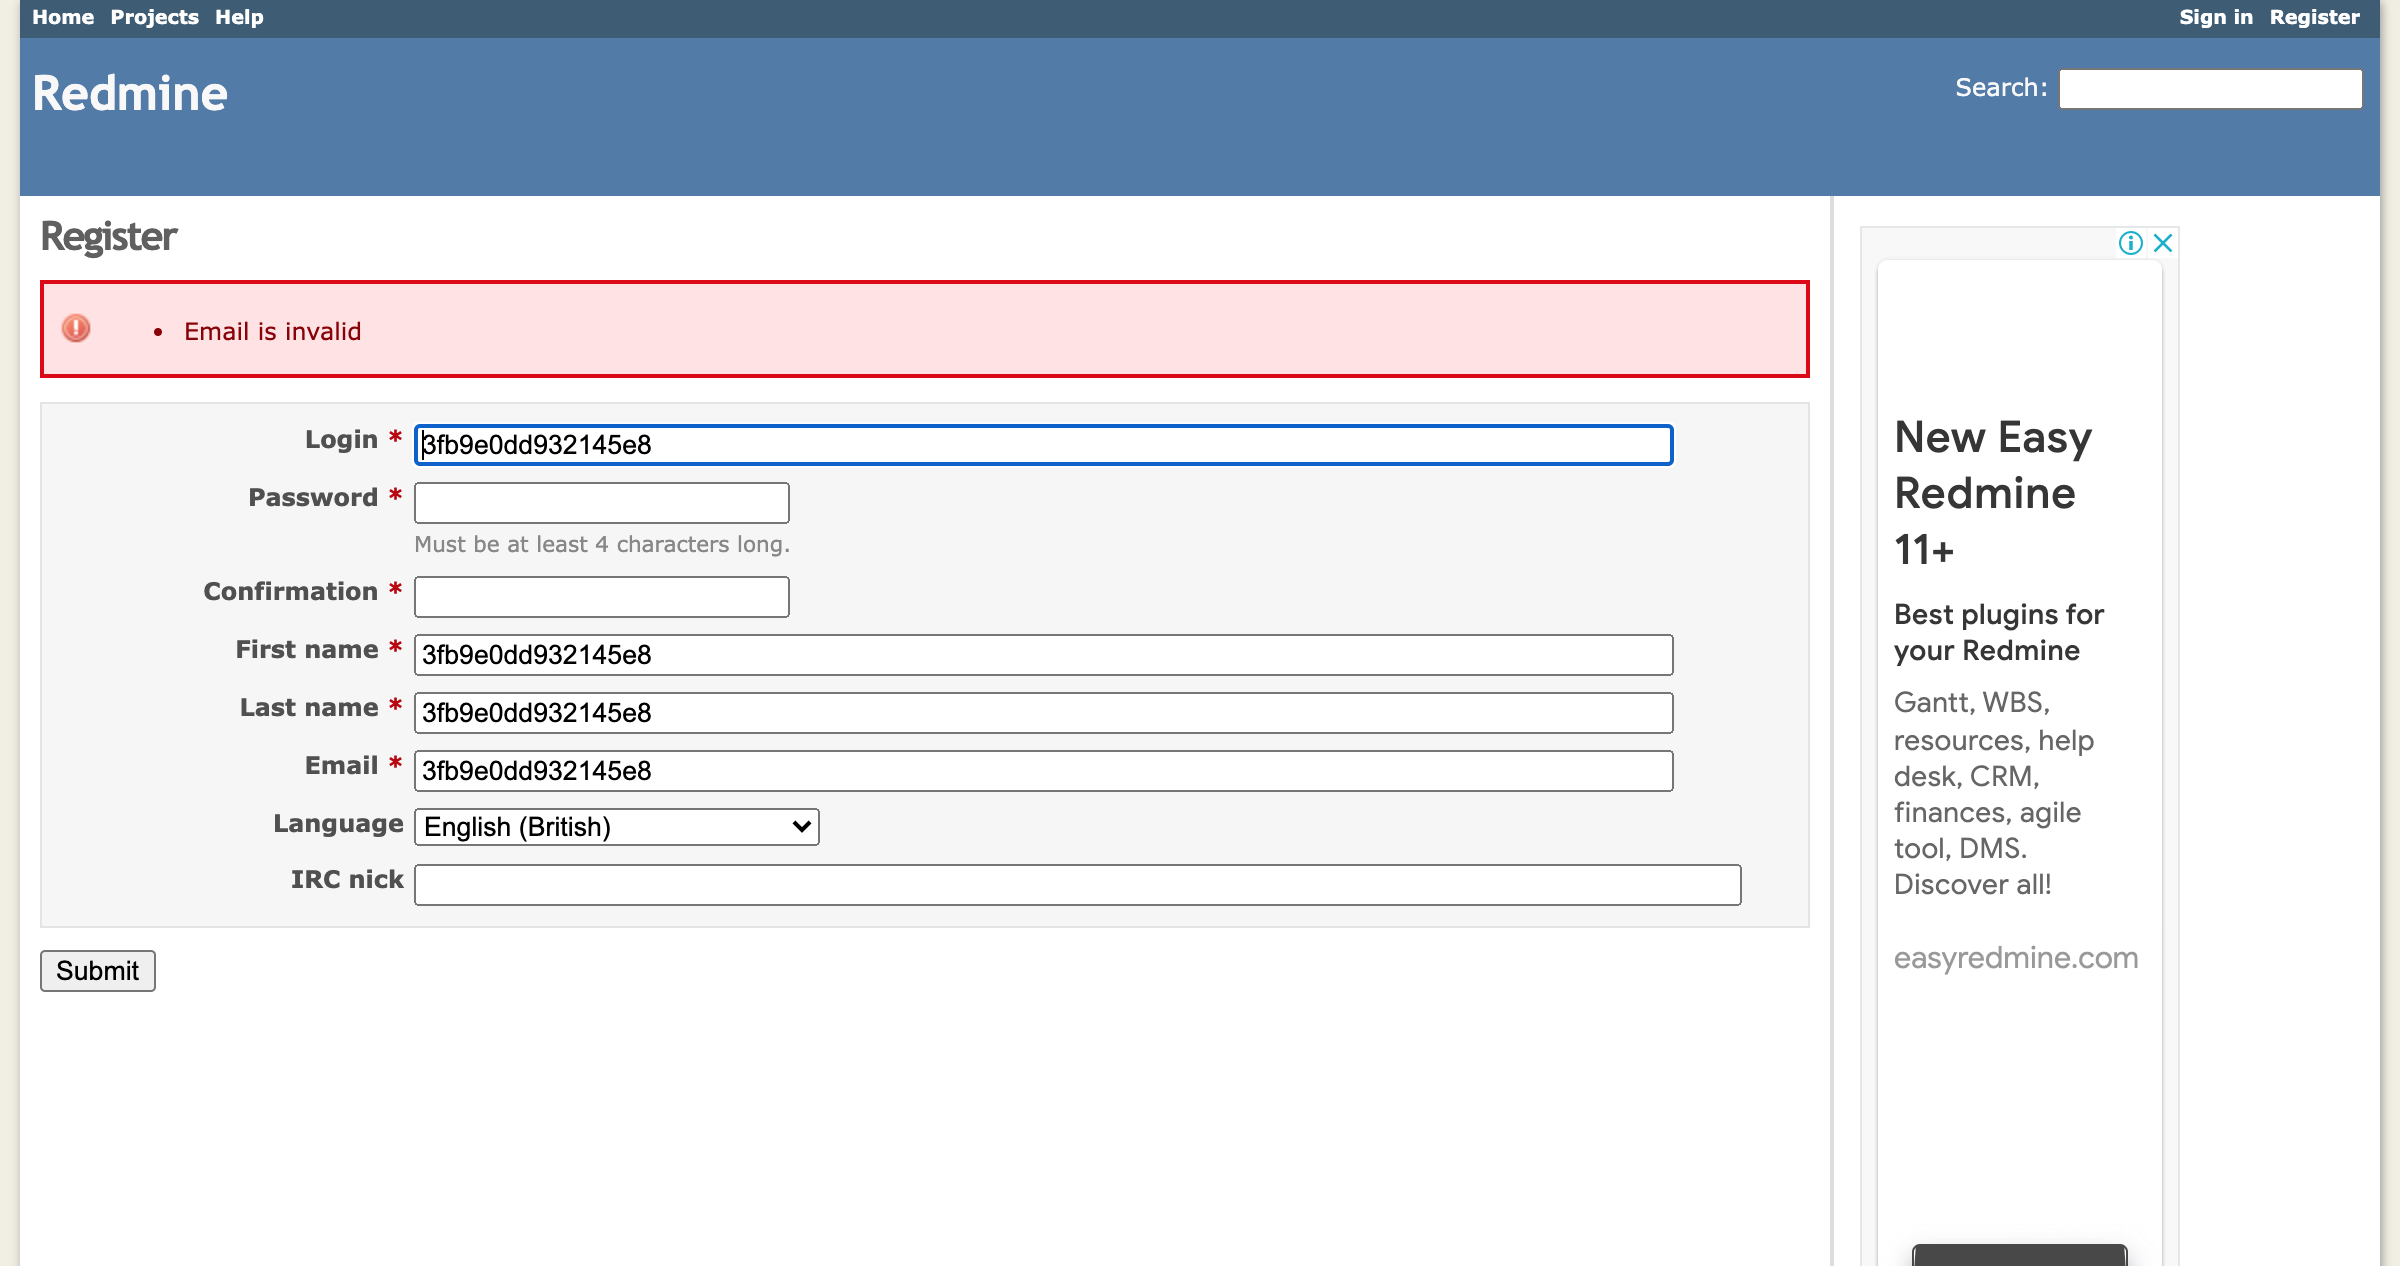 Home Projects Help
Sign in Register
Redmine
Search:
Register
Email is invalid
Login * 3fb9e0dd932145e8
Password *
Must be at least 4 characters long.
Confirmation *
First name * 3fb9e0dd932145e8
Last name * 3fb9e0dd932145e8
Email * 3fb9e0dd932145e8
Language English (British)
IRC nick
Submit
New Easy
Redmine
11+
Best plugins for
your Redmine
Gantt, WBS,
resources, help
desk, CRM,
finances, agile
tool, DMS.
Discover all!
easyredmine.com